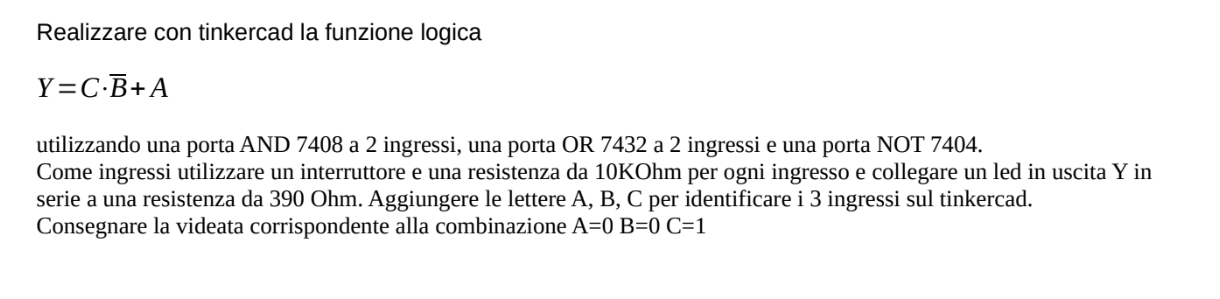 Realizzare con tinkercad la funzione logica
Y=C·B̅+A
utilizzando una porta AND 7408 a 2 ingressi, una porta OR 7432 a 2 ingressi e una porta NOT 7404.
Come ingressi utilizzare un interruttore e una resistenza da 10KOhm per ogni ingresso e collegare un led in uscita Y in
serie a una resistenza da 390 Ohm. Aggiungere le lettere A, B, C per identificare i 3 ingressi sul tinkercad.
Consegnare la videata corrispondente alla combinazione A=0 B=0 C=1